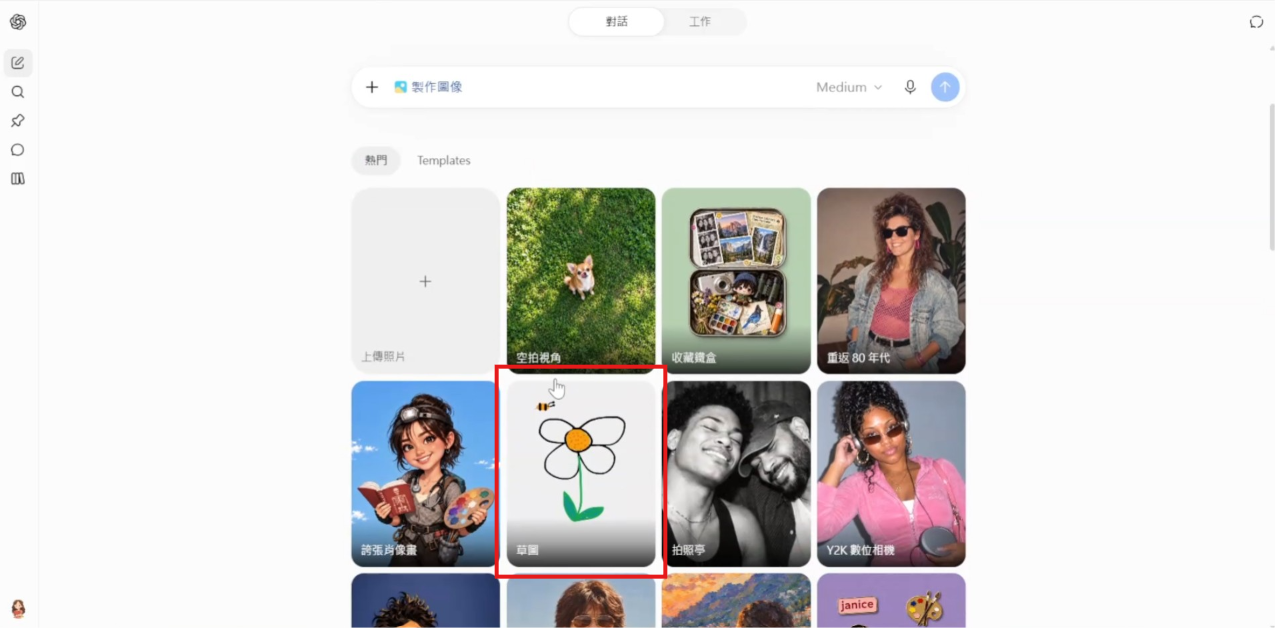 對話
工作
製作圖像
Medium
熱門
Templates
上傳照片
空拍視角
收藏鐵盒
重返 80 年代
誇張肖像畫
草圖
拍照亭
Y2K 數位相機
janice